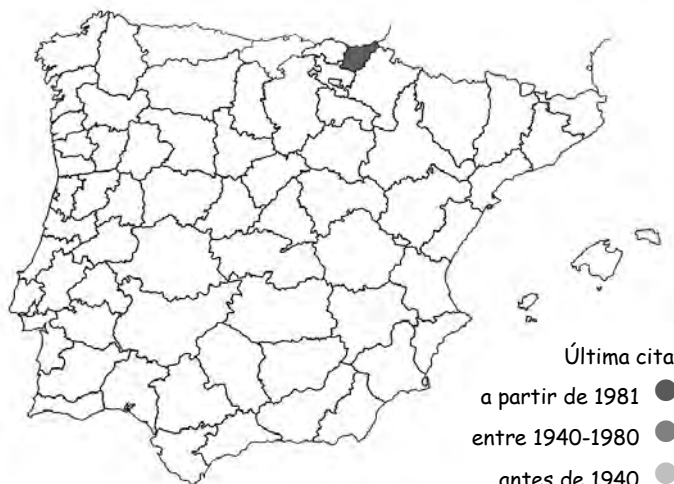 Última cita
a partir de 1981
entre 1940-1980
antes de 1940